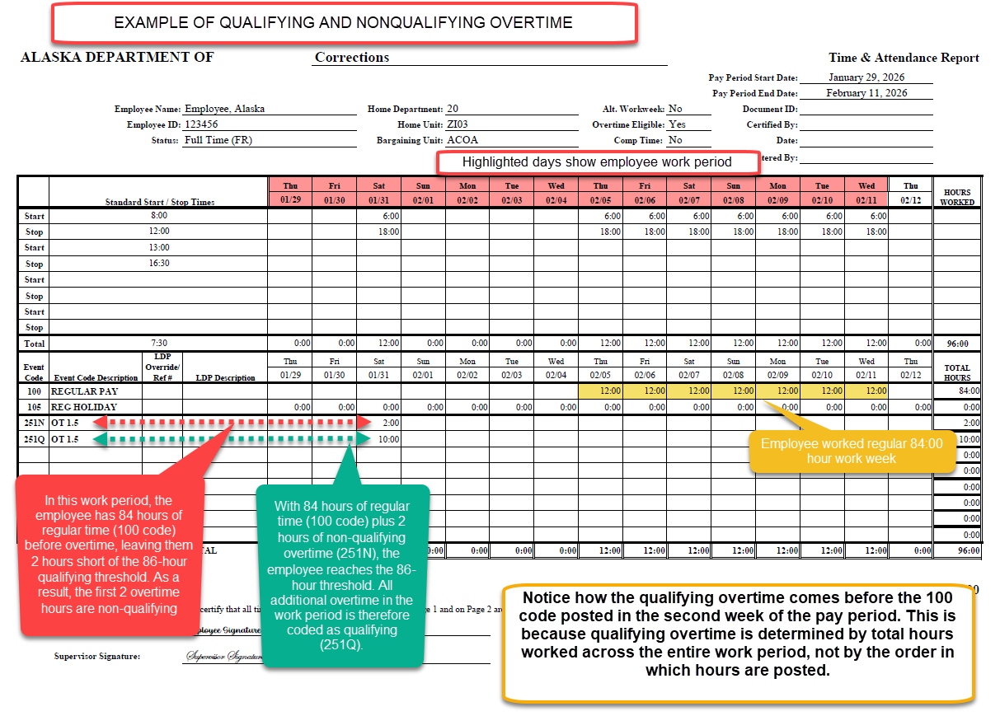 EXAMPLE OF QUALIFYING AND NONQUALIFYING OVERTIME
ALASKA DEPARTMENT OF Corrections Time & Attendance Report
Pay Period Start Date: January 29, 2026
Pay Period End Date: February 11, 2026
Employee Name: Employee, Alaska Home Department: 20 Alt. Workweek: No Document ID:
Employee ID: 123456 Home Unit: ZI03 Overtime Eligible: Yes Certified By:
Status: Full Time (FR) Bargaining Unit: ACOA Comp Time: No Date:
Highlighted days show employee work period
tered By:
Thu Fri Sat Sun Mon Tue Wed Thu Fri Sat Sun Mon Tue Wed Thu HOURS
Standard Start / Stop Times 01/29 01/30 01/31 02/01 02/02 02/03 02/04 02/05 02/06 02/07 02/08 02/09 02/10 02/11 02/12 WORKED
Start 8:00 6:00 6:00 6:00 6:00 6:00 6:00 6:00 6:00
Stop 12:00 18:00 18:00 18:00 18:00 18:00 18:00 18:00 18:00
Start 13:00
Stop 16:30
Start
Stop
Start
Stop
Total 7:30 0:00 0:00 12:00 0:00 0:00 0:00 0:00 12:00 12:00 12:00 12:00 12:00 12:00 12:00 0:00 96:00
LDP
Event Override/ Thu Fri Sat Sun Mon Tue Wed Thu Fri Sat Sun Mon Tue Wed Thu TOTAL
Code Event Code Description Ref # LDP Description 01/29 01/30 01/31 02/01 02/02 02/03 02/04 02/05 02/06 02/07 02/08 02/09 02/10 02/11 02/12 HOURS
100 REGULAR PAY 12:00 12:00 12:00 12:00 12:00 12:00 12:00 84:00
105 REG HOLIDAY 0:00 0:00 0:00 0:00 0:00 0:00 0:00 0:00 0:00 0:00 0:00 0:00 0:00 0:00 0:00 0:00
251N OT 1.5 2:00 2:00
251Q OT 1.5 10:00 10:00
0:00
0:00
0:00
0:00
0:00
0:00
TAL 0:00 0:00 0:00 0:00 12:00 12:00 12:00 12:00 12:00 12:00 12:00 0:00 96:00
Employee worked regular 84:00
hour work week
In this work period, the
employee has 84 hours of
regular time (100 code)
before overtime, leaving them
2 hours short of the 86-hour
qualifying threshold. As a
result, the first 2 overtime
hours are non-qualifying
With 84 hours of regular
time (100 code) plus 2
hours of non-qualifying
overtime (251N), the
employee reaches the 86-
hour threshold. All
additional overtime in the
work period is therefore
coded as qualifying
(251Q).
Notice how the qualifying overtime comes before the 100
code posted in the second week of the pay period. This is
because qualifying overtime is determined by total hours
worked across the entire work period, not by the order in
which hours are posted.
certify that all ti 1 and on Page 2 ar
ployee Signature
Supervisor Signature: Supervisor Signatur